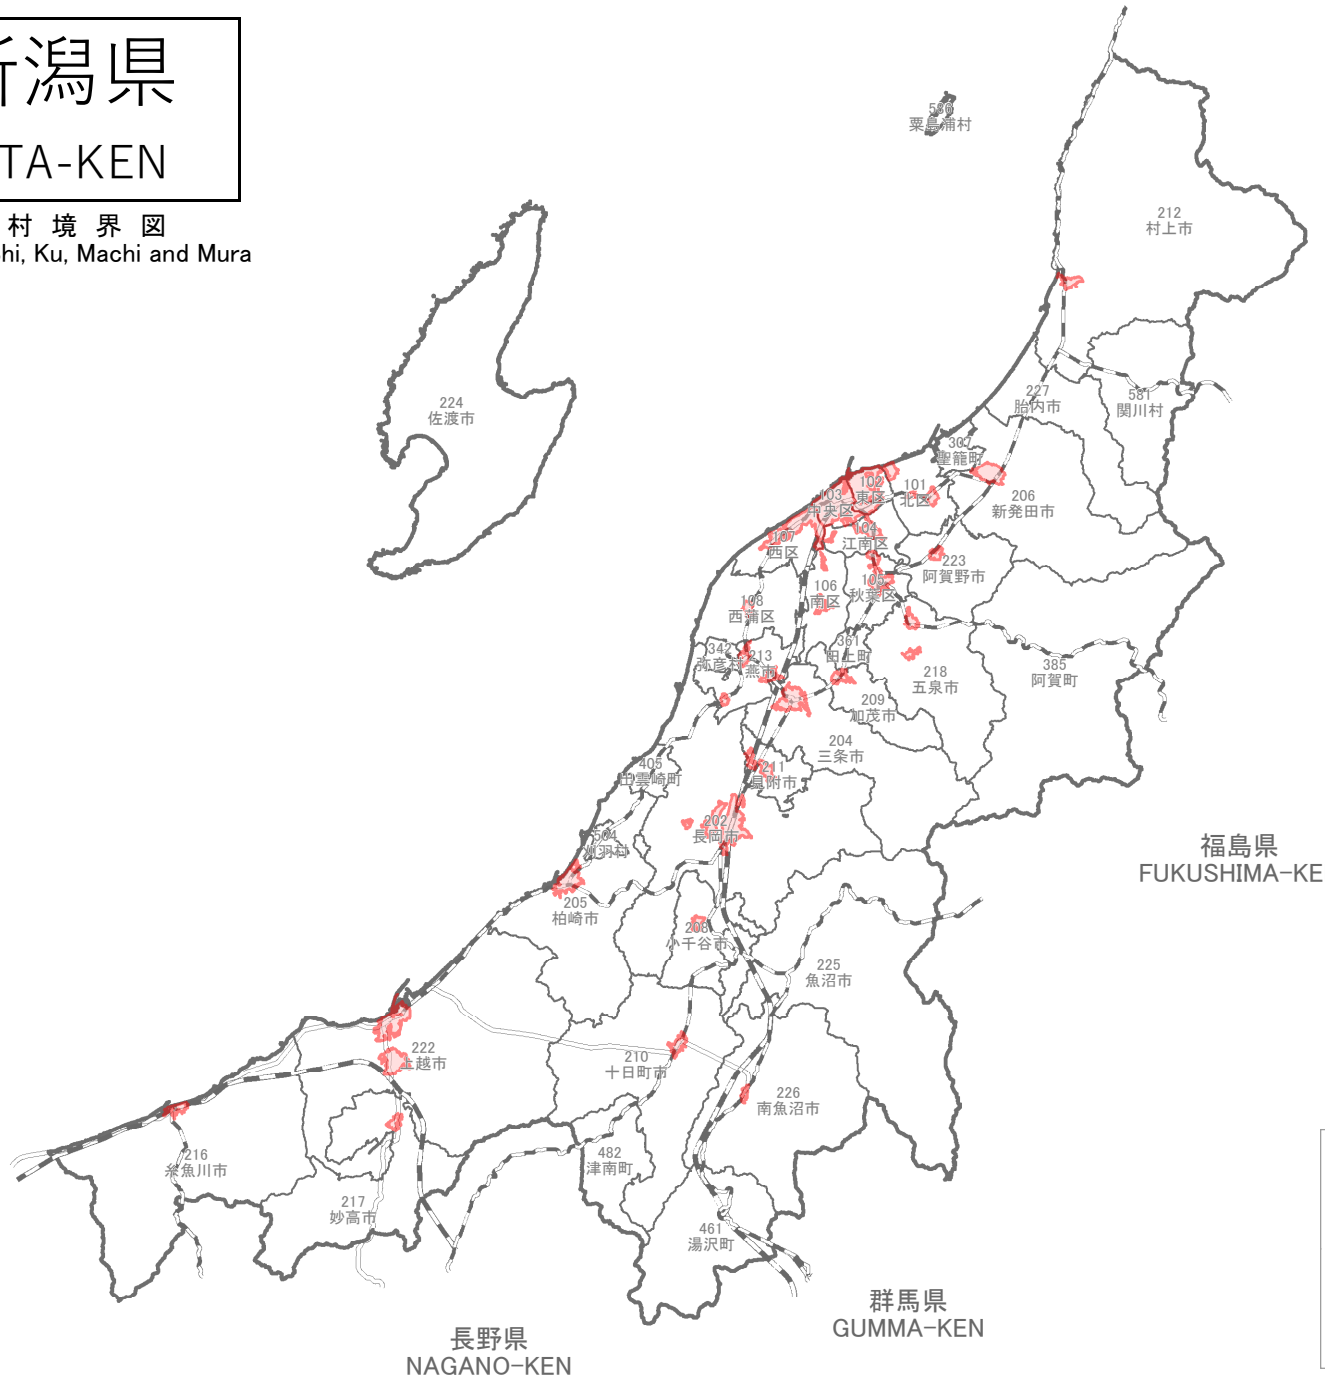 新潟県
TA-KEN
村境界図
hi, Ku, Machi and Mura
586
粟島浦村
212
村上市
224
佐渡市
227
胎内市
581
関川村
307
聖籠町
102
東区
101
北区
103
中央区
206
新発田市
104
江南区
107
西区
223
阿賀野市
105
秋葉区
106
南区
108
西蒲区
361
田上町
342
弥彦村
213
燕市
218
五泉市
385
阿賀町
209
加茂市
204
三条市
405
出雲崎町
211
見附市
202
長岡市
504
刈羽村
福島県
FUKUSHIMA-KE
205
柏崎市
208
小千谷市
225
魚沼市
222
上越市
210
十日町市
226
南魚沼市
216
糸魚川市
482
津南町
217
妙高市
461
湯沢町
群馬県
GUMMA-KEN
長野県
NAGANO-KEN